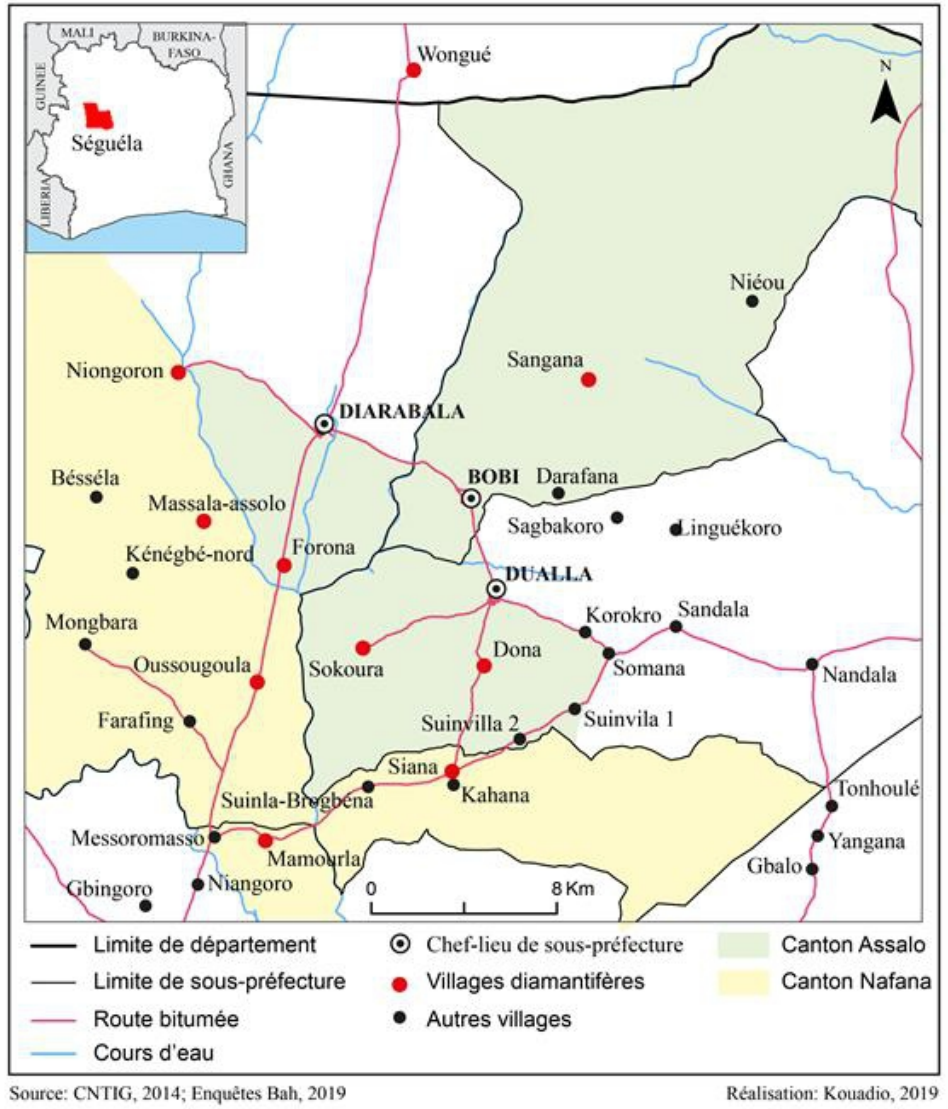 MALI
BURKINA-
FASO
GUINEE
Séguéla
GHANA
LIBERIA
Wongué
N
Niéou
Sangana
Niongoron
DIARABALA
BOBI
Darafana
Bésséla
Massala-assolo
Sagbakoro
Linguékoro
Kénégbé-nord
Forona
DUALLA
Mongbara
Korokro
Sandala
Oussougoula
Sokoura
Dona
Somana
Nandala
Farafing
Suinvilla 2
Suinvila 1
Siana
Suinla-Brogbéna
Kahana
Tonhoulé
Messoromasso
Mamourla
Yangana
Gbalo
Niangoro
Gbingoro
0 8 Km
Limite de département
Limite de sous-préfecture
Route bitumée
Cours d'eau
Chef-lieu de sous-préfecture
Villages diamantifères
Autres villages
Canton Assalo
Canton Nafana
Source: CNTIG, 2014; Enquêtes Bah, 2019
Réalisation: Kouadio, 2019